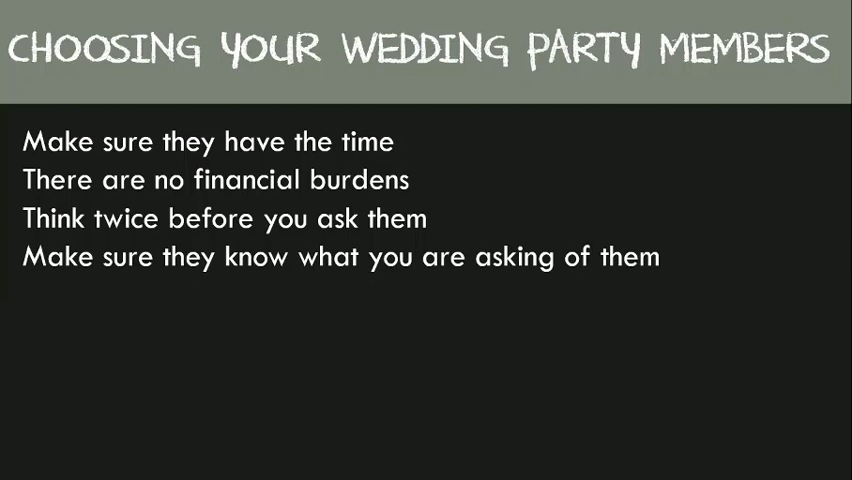 CHOOSING YOUR WEDDING PARTY MEMBERS
Make sure they have the time
There are no financial burdens
Think twice before you ask them
Make sure they know what you are asking of them